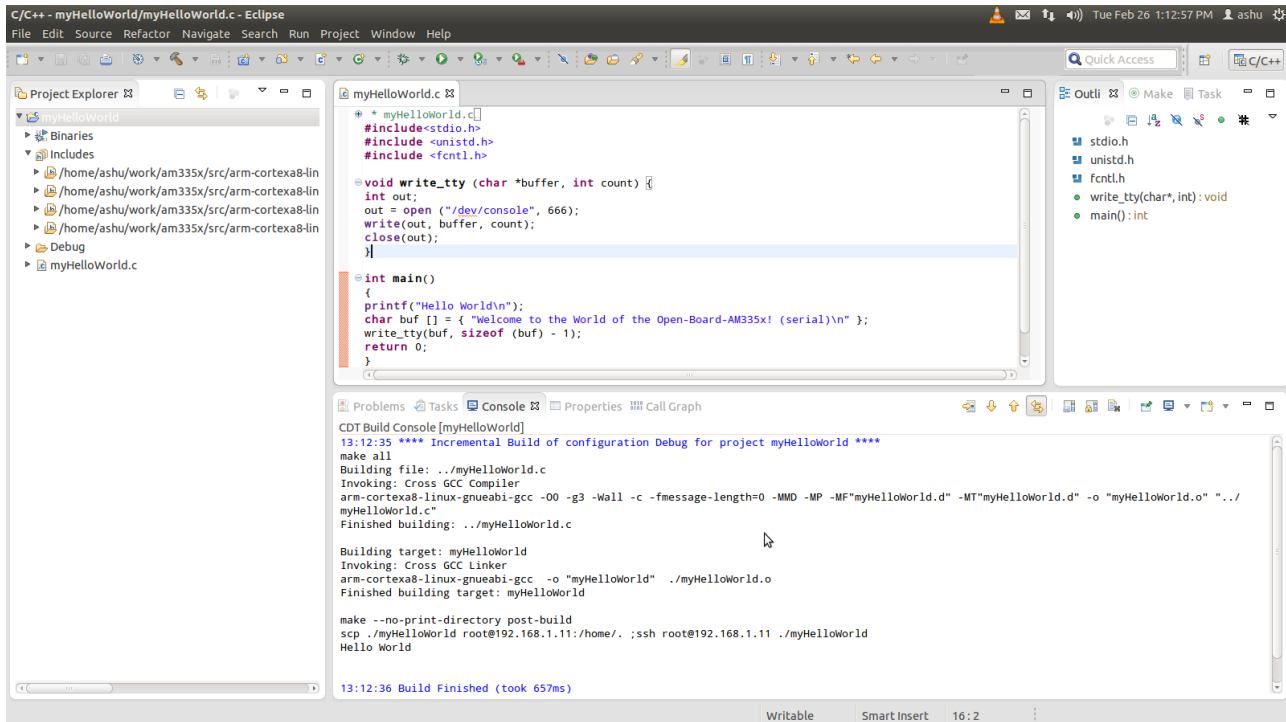 C/C++ - myHelloWorld/myHelloWorld.c - Eclipse
Tue Feb 26 1:12:57 PM ashu
File Edit Source Refactor Navigate Search Run Project Window Help
Quick Access C/C++
Project Explorer
myHelloWorld
Binaries
Includes
/home/ashu/work/am335x/src/arm-cortexa8-lin
/home/ashu/work/am335x/src/arm-cortexa8-lin
/home/ashu/work/am335x/src/arm-cortexa8-lin
/home/ashu/work/am335x/src/arm-cortexa8-lin
Debug
myHelloWorld.c
myHelloWorld.c
* myHelloWorld.c
#include<stdio.h>
#include <unistd.h>
#include <fcntl.h>
void write_tty (char *buffer, int count) {
int out;
out = open ("/dev/console", 666);
write(out, buffer, count);
close(out);
}
int main()
{
printf("Hello World\n");
char buf [] = { "Welcome to the World of the Open-Board-AM335x! (serial)\n" };
write_tty(buf, sizeof (buf) - 1);
return 0;
}
Outli Make Task
stdio.h
unistd.h
fcntl.h
write_tty(char*, int) : void
main() : int
Problems Tasks Console Properties Call Graph
CDT Build Console [myHelloWorld]
13:12:35 **** Incremental Build of configuration Debug for project myHelloWorld ****
make all
Building file: ../myHelloWorld.c
Invoking: Cross GCC Compiler
arm-cortexa8-linux-gnueabi-gcc -O0 -g3 -Wall -c -fmessage-length=0 -MMD -MP -MF"myHelloWorld.d" -MT"myHelloWorld.d" -o "myHelloWorld.o" "../
myHelloWorld.c"
Finished building: ../myHelloWorld.c
Building target: myHelloWorld
Invoking: Cross GCC Linker
arm-cortexa8-linux-gnueabi-gcc -o "myHelloWorld" ./myHelloWorld.o
Finished building target: myHelloWorld
make --no-print-directory post-build
scp ./myHelloWorld root@192.168.1.11:/home/. ;ssh root@192.168.1.11 ./myHelloWorld
Hello World
13:12:36 Build Finished (took 657ms)
Writable Smart Insert 16 : 2